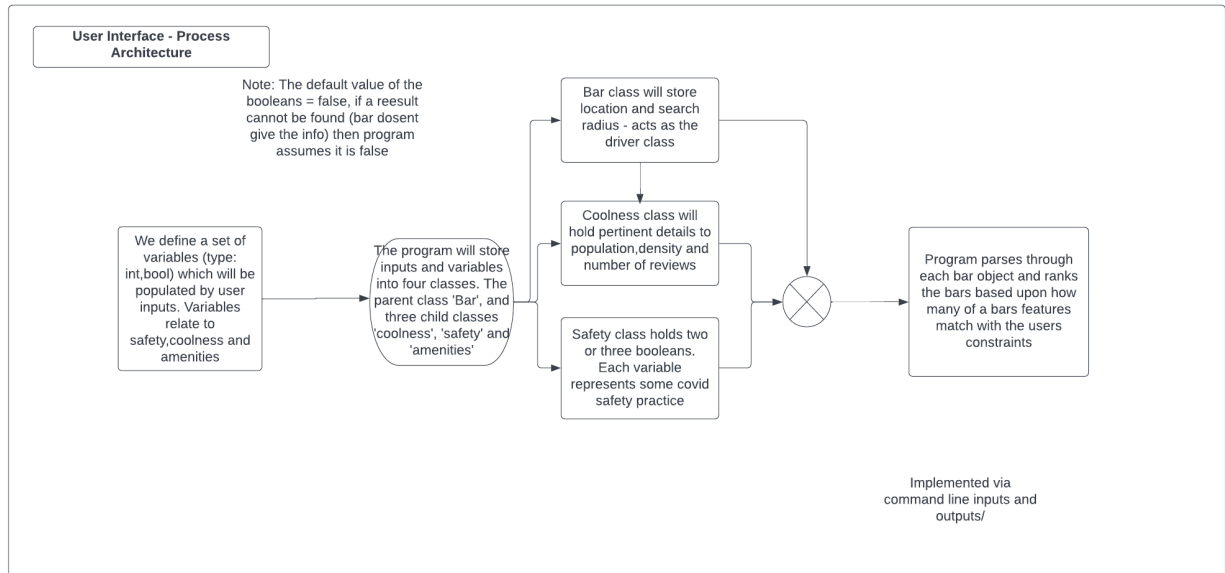 User Interface - Process
Architecture
Note: The default value of the
booleans = false, if a reesult
cannot be found (bar dosent
give the info) then program
assumes it is false
We define a set of
variables (type:
int,bool) which will be
populated by user
inputs. Variables
relate to
safety,coolness and
amenities
The program will store
inputs and variables
into four classes. The
parent class 'Bar', and
three child classes
'coolness', 'safety' and
'amenities'
Bar class will store
location and search
radius - acts as the
driver class
Coolness class will
hold pertinent details to
population,density and
number of reviews
Safety class holds two
or three booleans.
Each variable
represents some covid
safety practice
Program parses through
each bar object and ranks
the bars based upon how
many of a bars features
match with the users
constraints
Implemented via
command line inputs and
outputs/